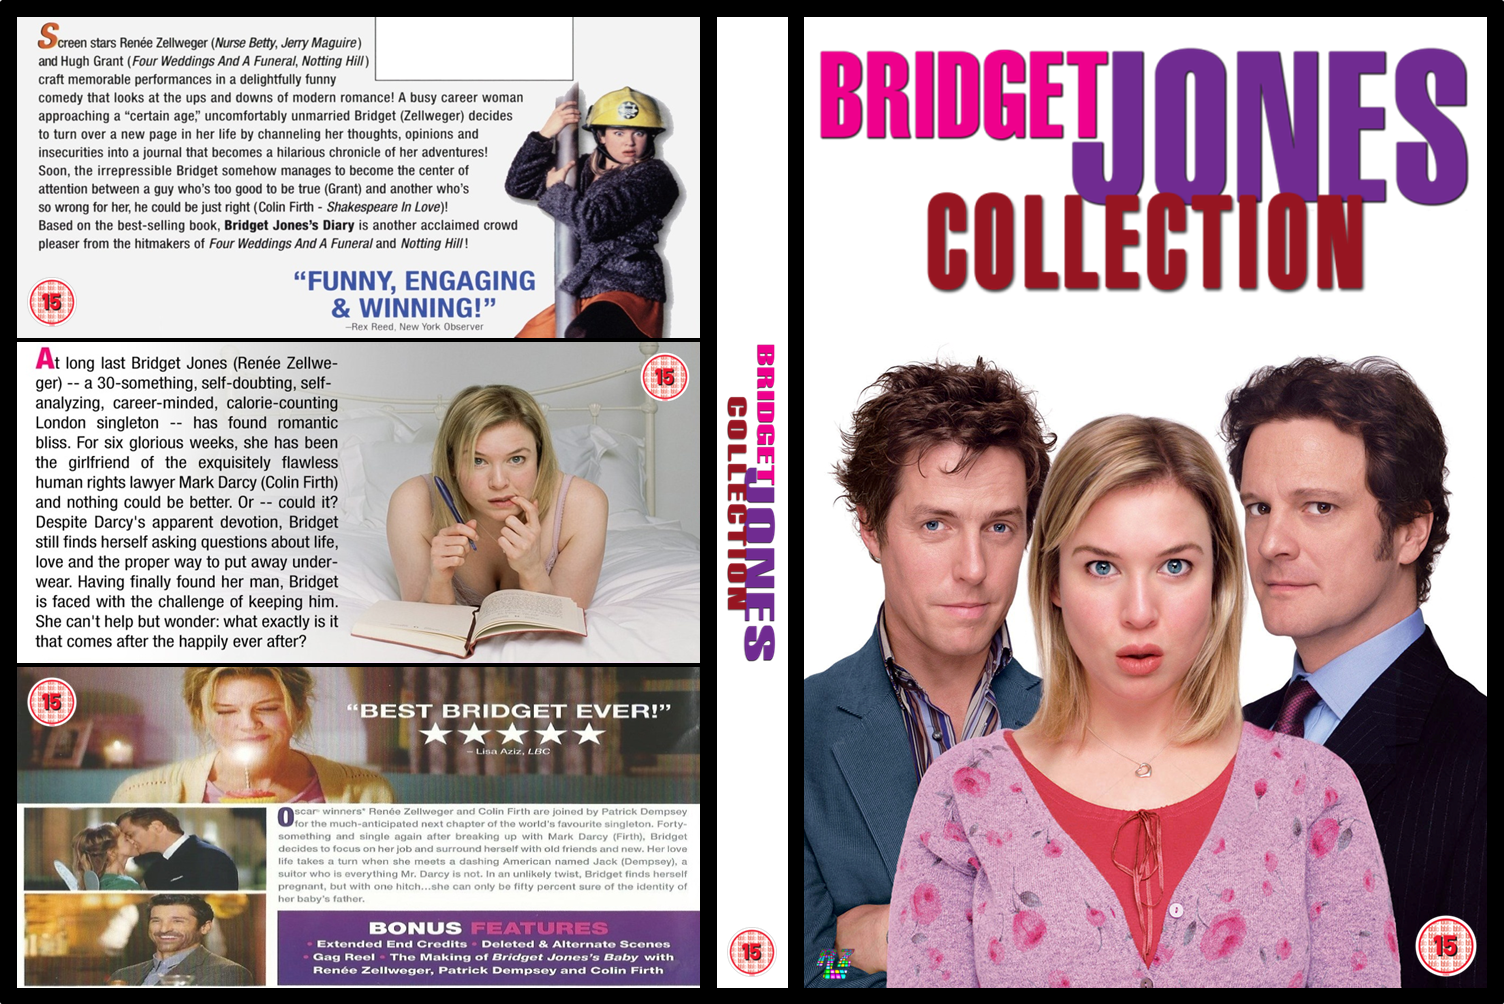 Screen stars Renée Zellweger (Nurse Betty, Jerry Maguire)
and Hugh Grant (Four Weddings And A Funeral, Notting Hill)
craft memorable performances in a delightfully funny
comedy that looks at the ups and downs of modern romance! A busy career woman
approaching a “certain age,” uncomfortably unmarried Bridget (Zellweger) decides
to turn over a new page in her life by channeling her thoughts, opinions and
insecurities into a journal that becomes a hilarious chronicle of her adventures!
Soon, the irrepressible Bridget somehow manages to become the center of
attention between a guy who's too good to be true (Grant) and another who's
so wrong for her, he could be just right (Colin Firth - Shakespeare In Love)!
Based on the best-selling book, Bridget Jones's Diary is another acclaimed crowd
pleaser from the hitmakers of Four Weddings And A Funeral and Notting Hill!
“FUNNY, ENGAGING
& WINNING!”
–Rex Reed, New York Observer
15
At long last Bridget Jones (Renée Zellwe-
ger) -- a 30-something, self-doubting, self-
analyzing, career-minded, calorie-counting
London singleton -- has found romantic
bliss. For six glorious weeks, she has been
the girlfriend of the exquisitely flawless
human rights lawyer Mark Darcy (Colin Firth)
and nothing could be better. Or -- could it?
Despite Darcy's apparent devotion, Bridget
still finds herself asking questions about life,
love and the proper way to put away under-
wear. Having finally found her man, Bridget
is faced with the challenge of keeping him.
She can't help but wonder: what exactly is it
that comes after the happily ever after?
15
15
“BEST BRIDGET EVER!”
– Lisa Aziz, LBC
Oscar® winners* Renée Zellweger and Colin Firth are joined by Patrick Dempsey
for the much-anticipated next chapter of the world's favourite singleton. Forty-
something and single again after breaking up with Mark Darcy (Firth), Bridget
decides to focus on her job and surround herself with old friends and new. Her love
life takes a turn when she meets a dashing American named Jack (Dempsey), a
suitor who is everything Mr. Darcy is not. In an unlikely twist, Bridget finds herself
pregnant, but with one hitch...she can only be fifty percent sure of the identity of
her baby's father.
BONUS FEATURES
• Extended End Credits • Deleted & Alternate Scenes
• Gag Reel • The Making of Bridget Jones's Baby with
Renée Zellweger, Patrick Dempsey and Colin Firth
BRIDGET JONES
COLLECTION
15
BRIDGET JONES
COLLECTION
15